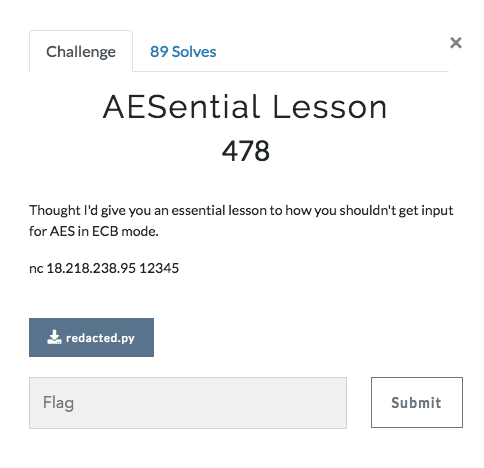 Challenge
89 Solves
×
AESential Lesson
478
Thought I'd give you an essential lesson to how you shouldn't get input
for AES in ECB mode.
nc 18.218.238.95 12345
redacted.py
Flag
Submit